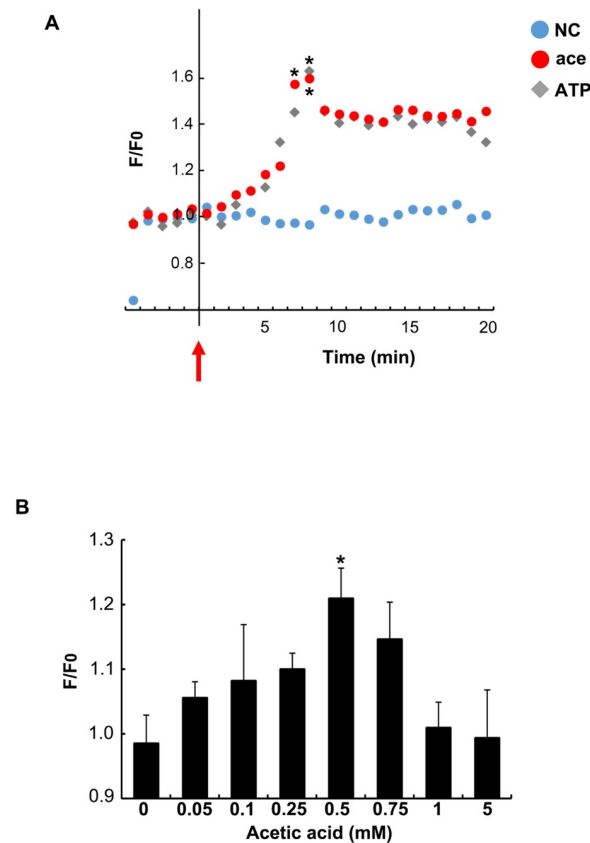 A
NC
ace
ATP
* *
*
1.6
1.4
1.2
1.0
0.8
F/F0
5 10 15 20
Time (min)
B
1.3
1.2
1.1
1.0
0.9
F/F0
*
0 0.05 0.1 0.25 0.5 0.75 1 5
Acetic acid (mM)